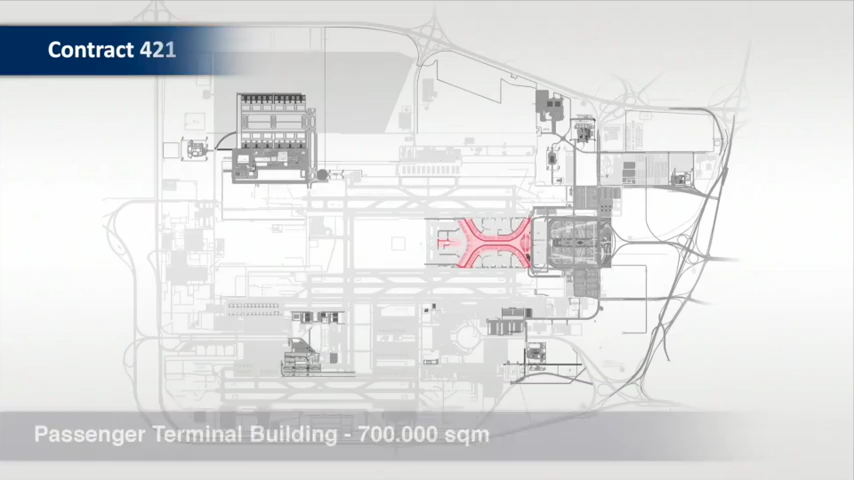 Contract 421
Passenger Terminal Building - 700.000 sqm